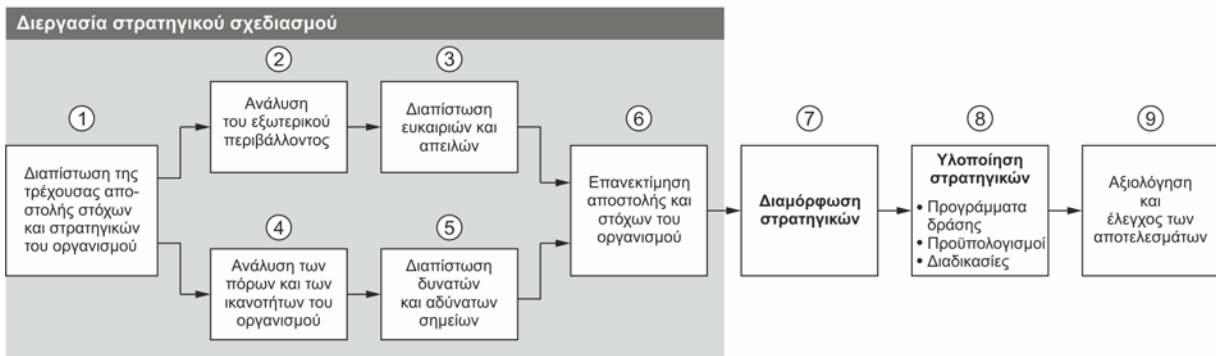 Διεργασία στρατηγικού σχεδιασμού
1
Διαπίστωση της
τρέχουσας απο-
στολής στόχων
και στρατηγικών
του οργανισμού
2
Ανάλυση
του εξωτερικού
περιβάλλοντος
3
Διαπίστωση
ευκαιριών και
απειλών
4
Ανάλυση των
πόρων και των
ικανοτήτων του
οργανισμού
5
Διαπίστωση
δυνατών
και αδύνατων
σημείων
6
Επανεκτίμηση
αποστολής και
στόχων του
οργανισμού
7
Διαμόρφωση
στρατηγικών
8
Υλοποίηση
στρατηγικών
• Προγράμματα
δράσης
• Προϋπολογισμοί
• Διαδικασίες
9
Αξιολόγηση
και
έλεγχος των
αποτελεσμάτων